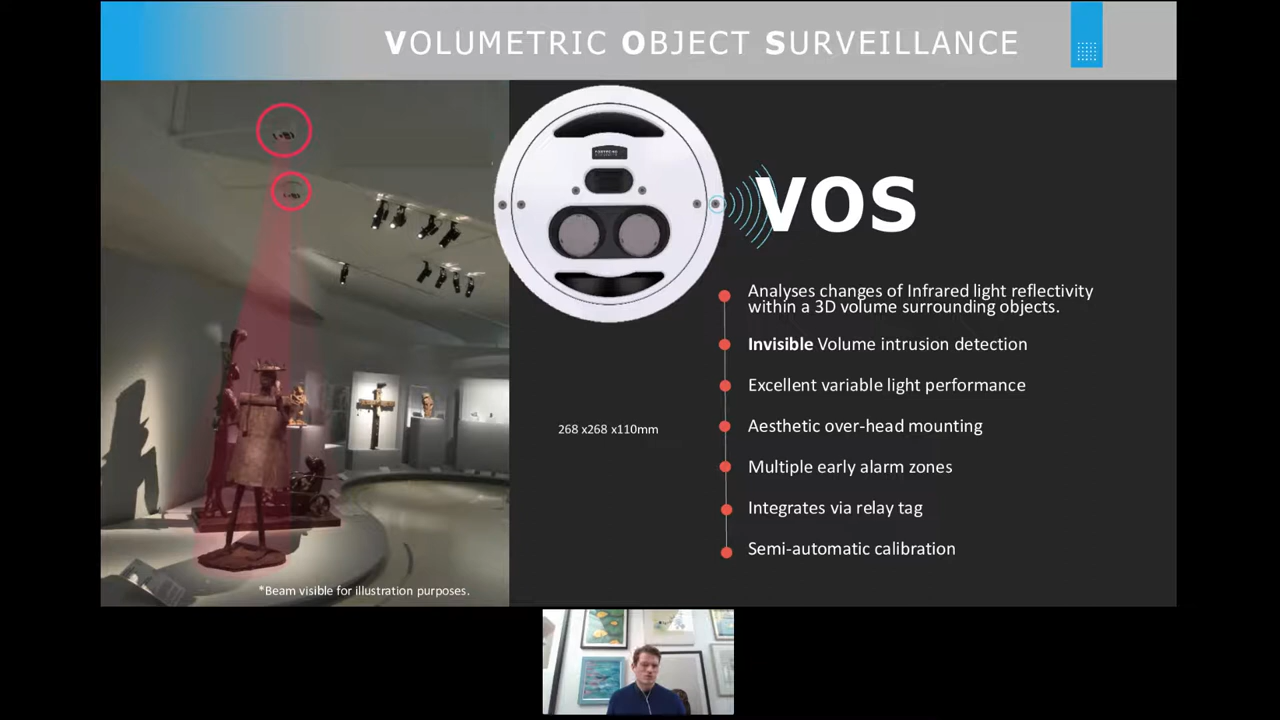 VOLUMETRIC OBJECT SURVEILLANCE
VOS
Analyses changes of Infrared light reflectivity
within a 3D volume surrounding objects.
Invisible Volume intrusion detection
Excellent variable light performance
268 x268 x110mm
Aesthetic over-head mounting
Multiple early alarm zones
Integrates via relay tag
Semi-automatic calibration
*Beam visible for illustration purposes.